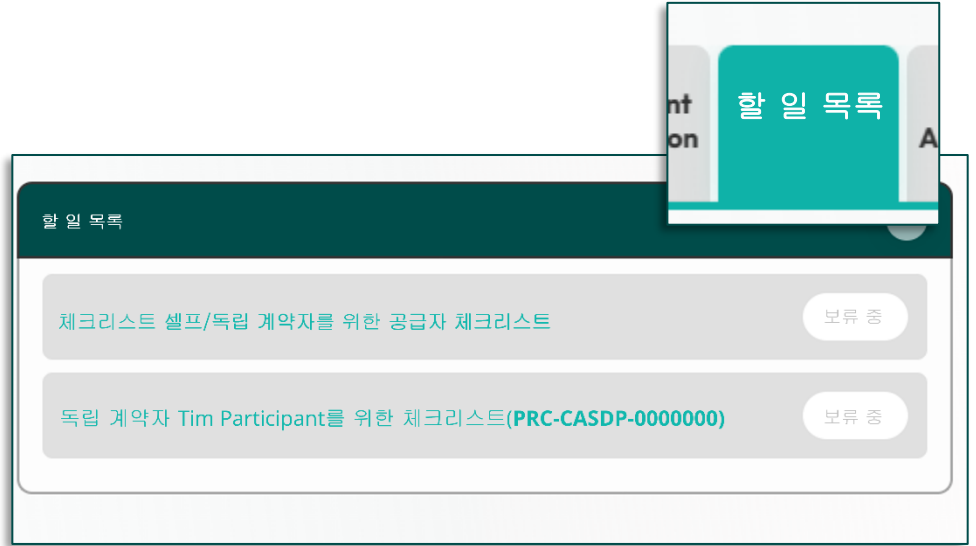 nt
on
할 일 목록
A
할 일 목록
체크리스트 셀프/독립 계약자를 위한 공급자 체크리스트
보류 중
독립 계약자 Tim Participant를 위한 체크리스트(PRC-CASDP-0000000)
보류 중